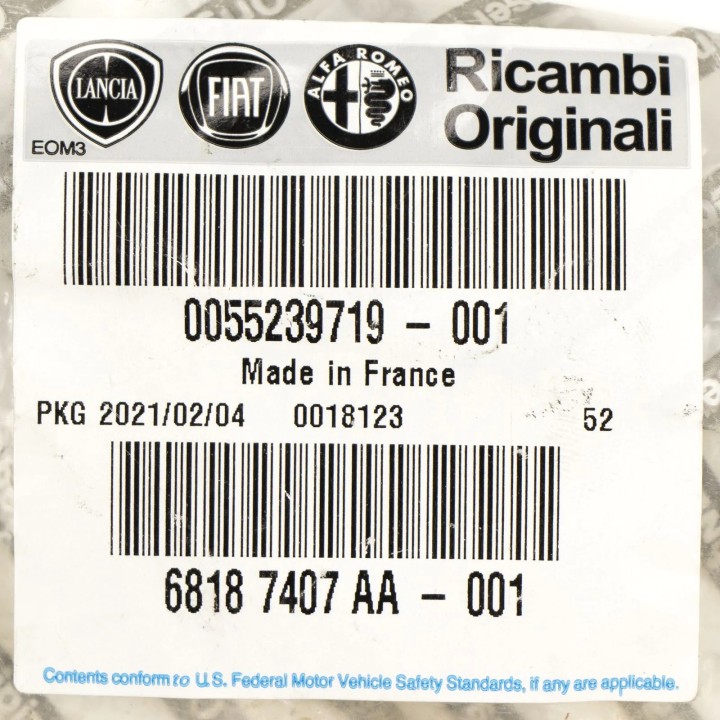 LANCIA FIAT ALFA ROMEO Ricambi
EOM3 Originali
0055239719 - 001
Made in France
PKG 2021/02/04 0018123 52
6818 7407 AA - 001
Contents conform to U.S. Federal Motor Vehicle Safety Standards, if any are applicable.